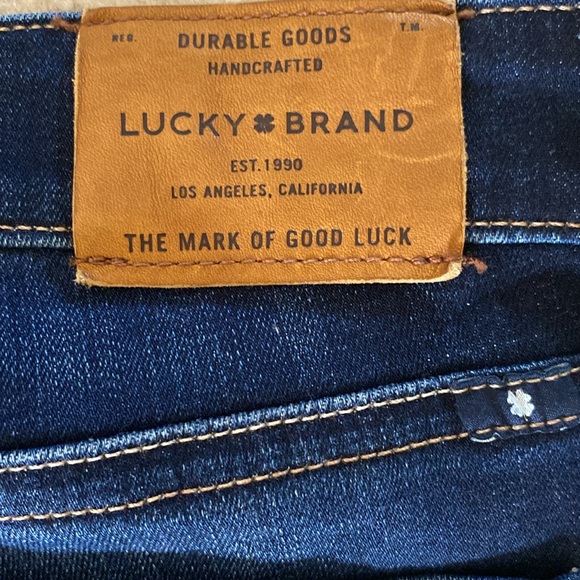 REG. DURABLE GOODS T.M.
HANDCRAFTED
LUCKY BRAND
EST. 1990
LOS ANGELES, CALIFORNIA
THE MARK OF GOOD LUCK